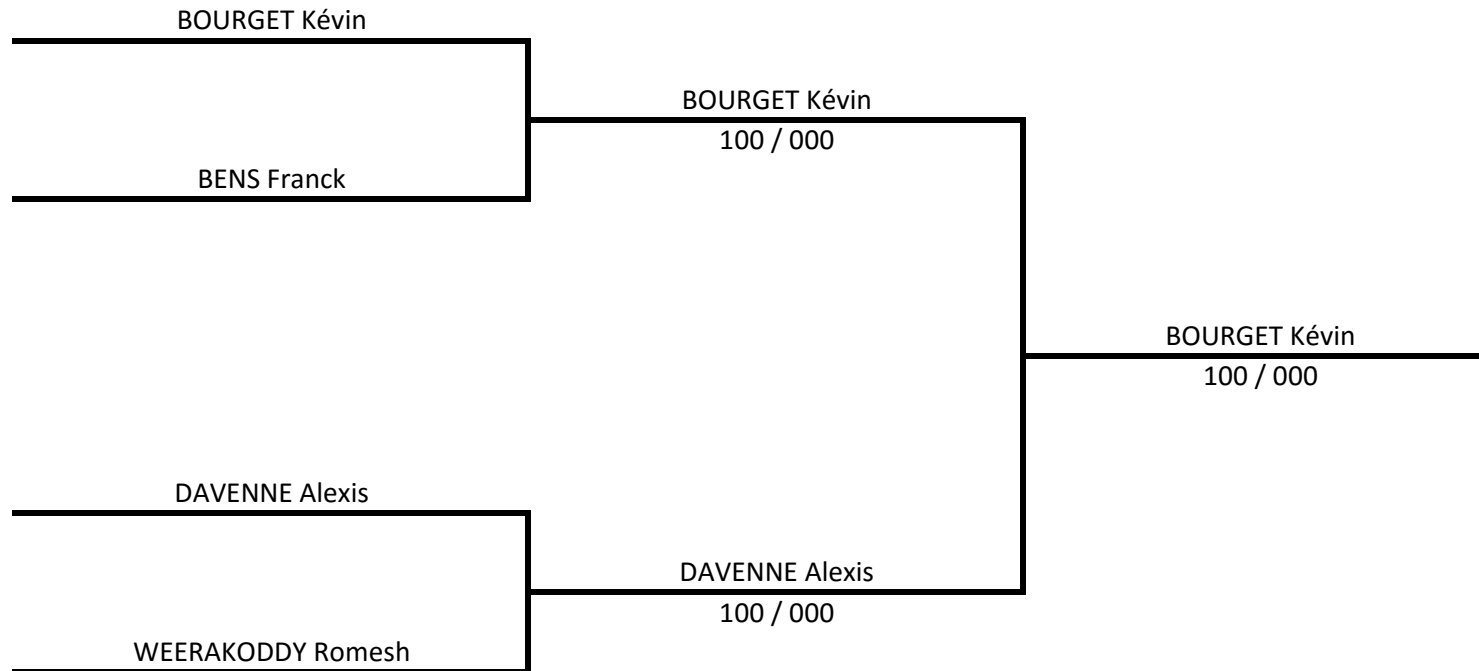 BOURGET Kévin
BOURGET Kévin
100 / 000
BENS Franck
BOURGET Kévin
100 / 000
DAVENNE Alexis
DAVENNE Alexis
100 / 000
WEERAKODDY Romesh